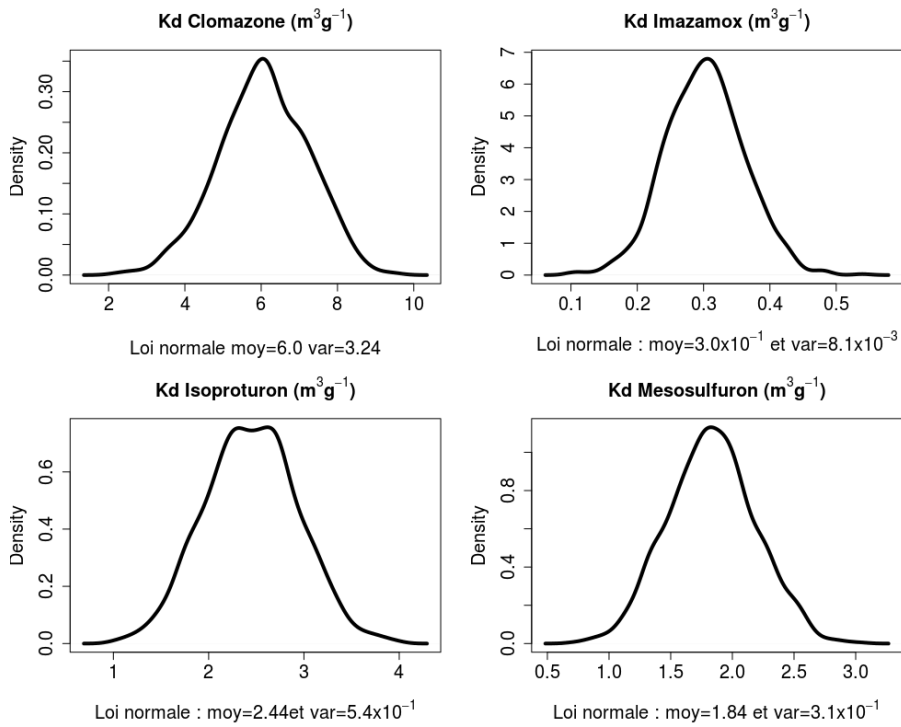 Kd Clomazone (m³g⁻¹)
Density
0.00 0.10 0.20 0.30
2 4 6 8 10
Loi normale moy=6.0 var=3.24
Kd Imazamox (m³g⁻¹)
Density
0 1 2 3 4 5 6 7
0.1 0.2 0.3 0.4 0.5
Loi normale : moy=3.0x10⁻¹ et var=8.1x10⁻³
Kd Isoproturon (m³g⁻¹)
Density
0.0 0.2 0.4 0.6
1 2 3 4
Loi normale : moy=2.44et var=5.4x10⁻¹
Kd Mesosulfuron (m³g⁻¹)
Density
0.0 0.4 0.8
0.5 1.0 1.5 2.0 2.5 3.0
Loi normale : moy=1.84 et var=3.1x10⁻¹